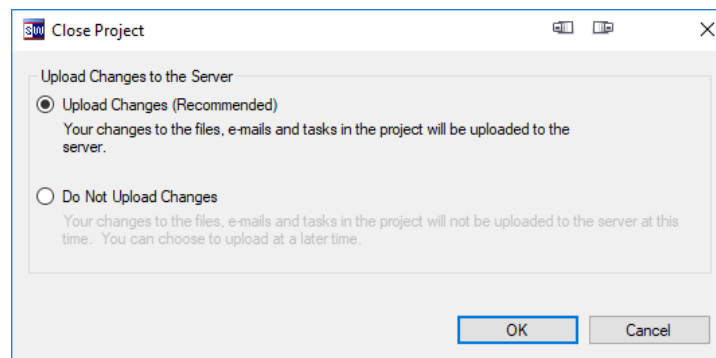 SW Close Project
Upload Changes to the Server
Upload Changes (Recommended)
Your changes to the files, e-mails and tasks in the project will be uploaded to the
server.
Do Not Upload Changes
Your changes to the files, e-mails and tasks in the project will not be uploaded to the server at this
time.  You can choose to upload at a later time.
OK Cancel